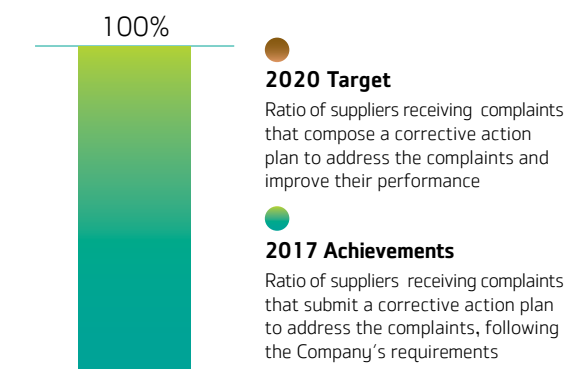 100%
2020 Target
Ratio of suppliers receiving complaints
that compose a corrective action
plan to address the complaints and
improve their performance
2017 Achievements
Ratio of suppliers receiving complaints
that submit a corrective action plan
to address the complaints, following
the Company's requirements